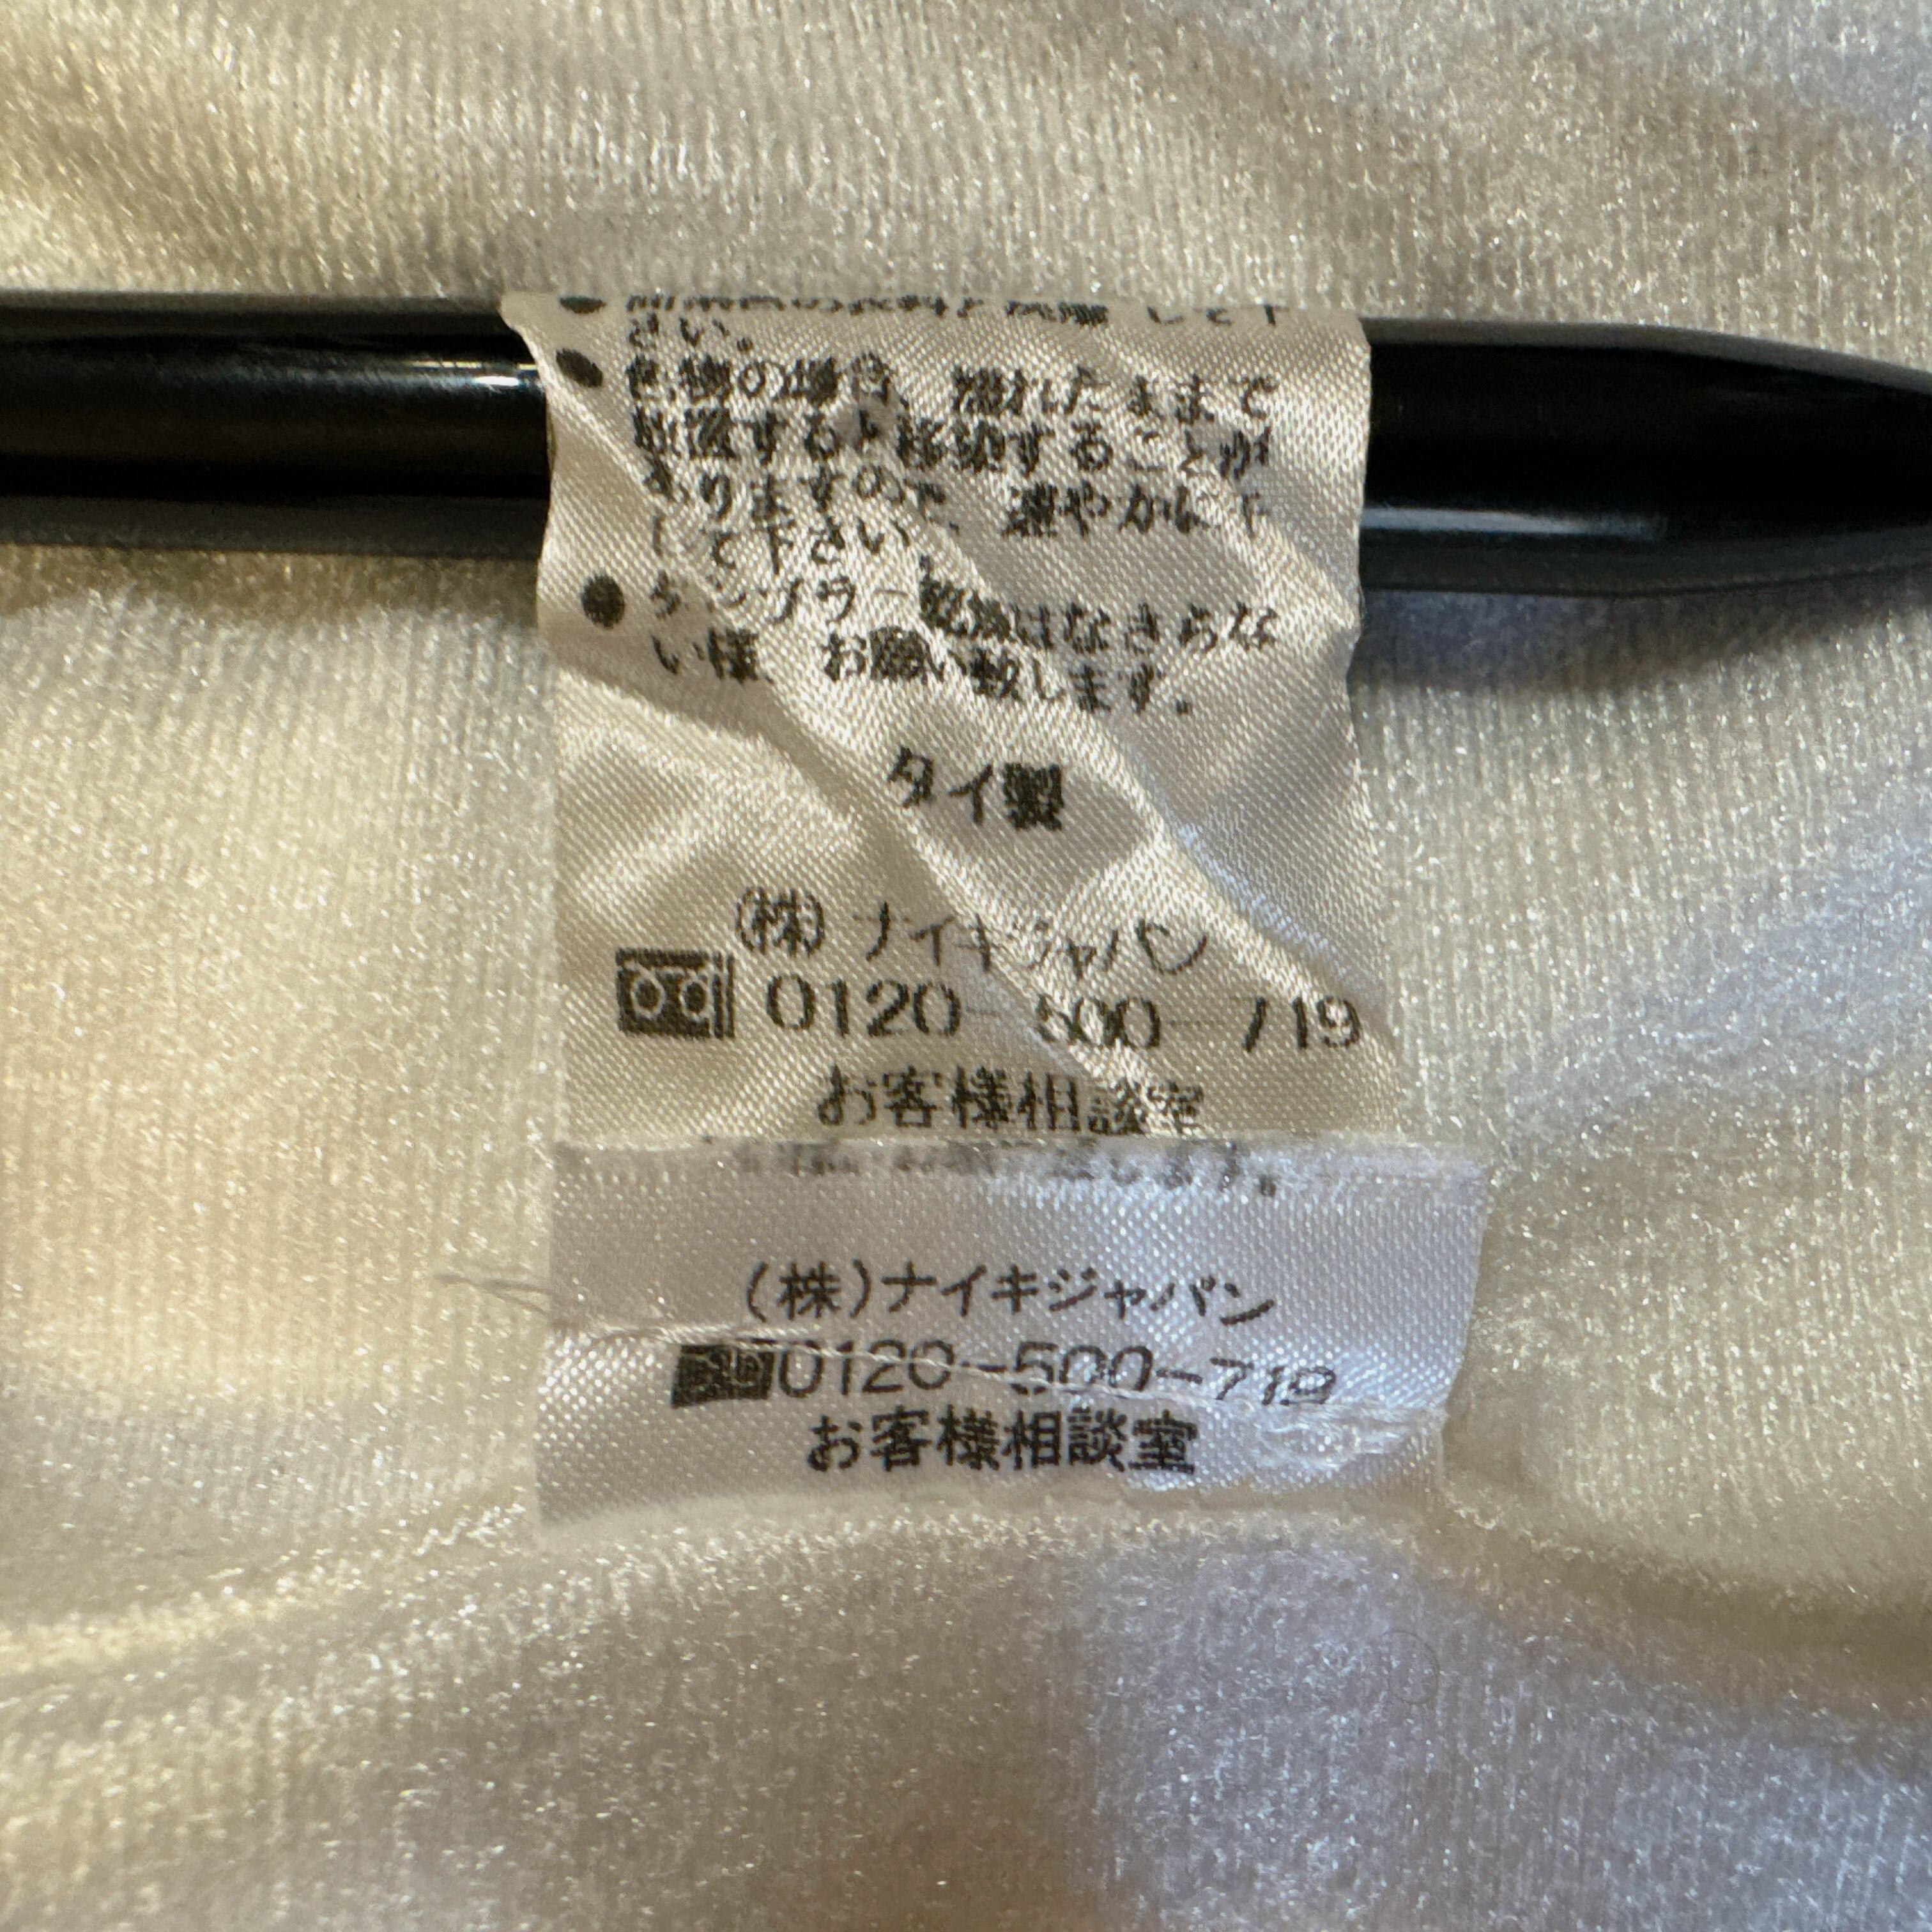 さい。
● 色物の場合、濡れたままで
放置すると移染することが
ありますので、速やかに干
して下さい。
● タンブラー乾燥はなさらな
い様、お願い致します。
タイ製
(株)ナイキジャパン
0120-500-719
お客様相談室
致します。
(株)ナイキジャパン
0120-500-719
お客様相談室